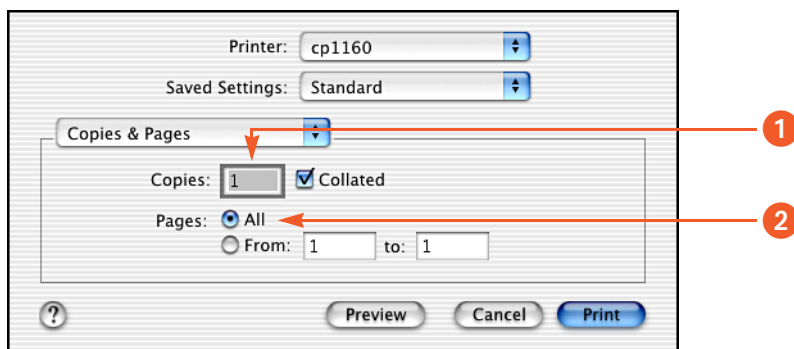 Printer: cp1160
Saved Settings: Standard
Copies & Pages
1
Copies: 1 Collated
Pages: All
2
From: 1 to: 1
? Preview Cancel Print